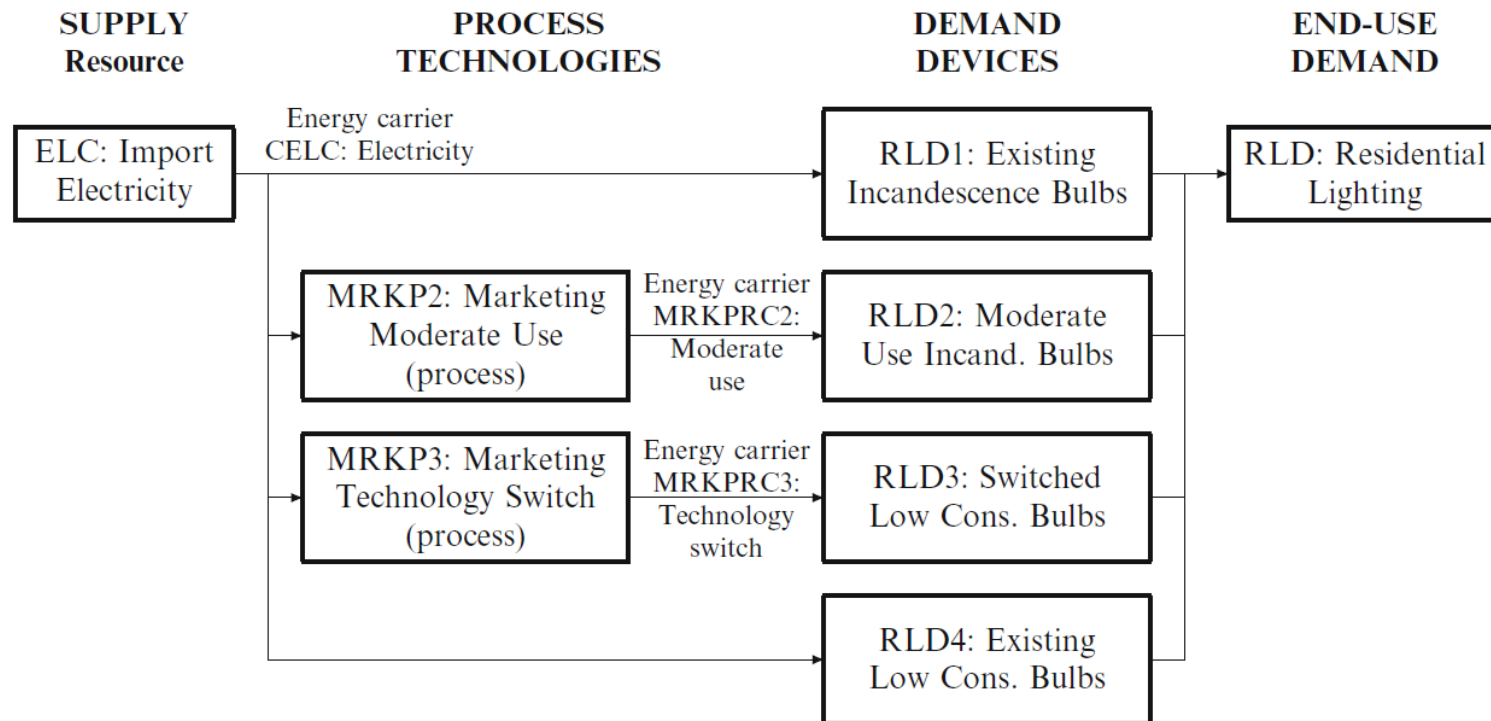 SUPPLY
Resource
PROCESS
TECHNOLOGIES
DEMAND
DEVICES
END-USE
DEMAND
ELC: Import
Electricity
Energy carrier
CELC: Electricity
RLD1: Existing
Incandescence Bulbs
RLD: Residential
Lighting
MRKP2: Marketing
Moderate Use
(process)
Energy carrier
MRKPRC2:
Moderate
use
RLD2: Moderate
Use Incand. Bulbs
MRKP3: Marketing
Technology Switch
(process)
Energy carrier
MRKPRC3:
Technology
switch
RLD3: Switched
Low Cons. Bulbs
RLD4: Existing
Low Cons. Bulbs